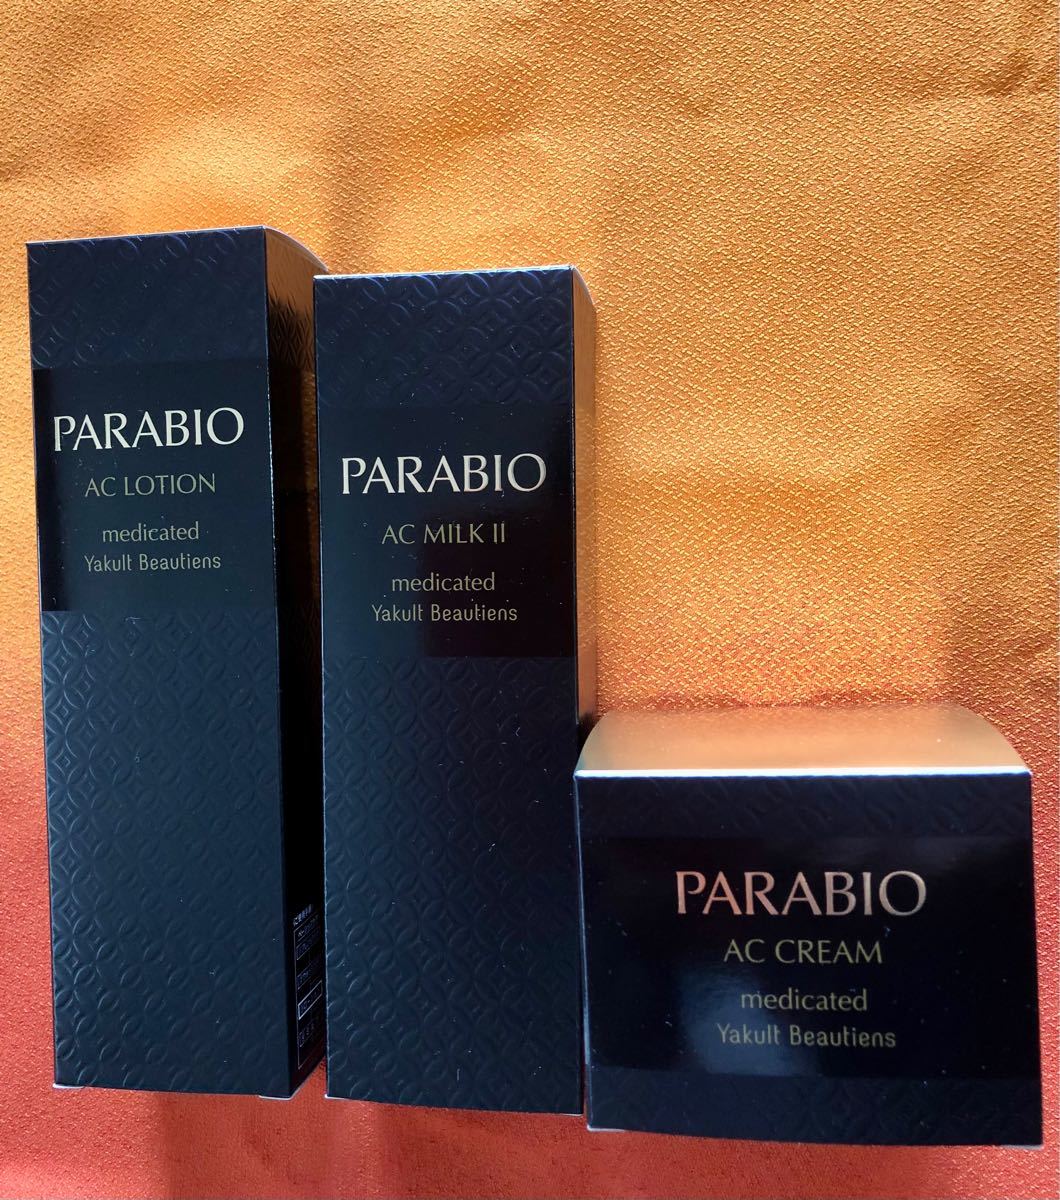 PARABIO
AC LOTION
medicated
Yakult Beautiens
PARABIO
AC MILK II
medicated
Yakult Beautiens
PARABIO
AC CREAM
medicated
Yakult Beautiens